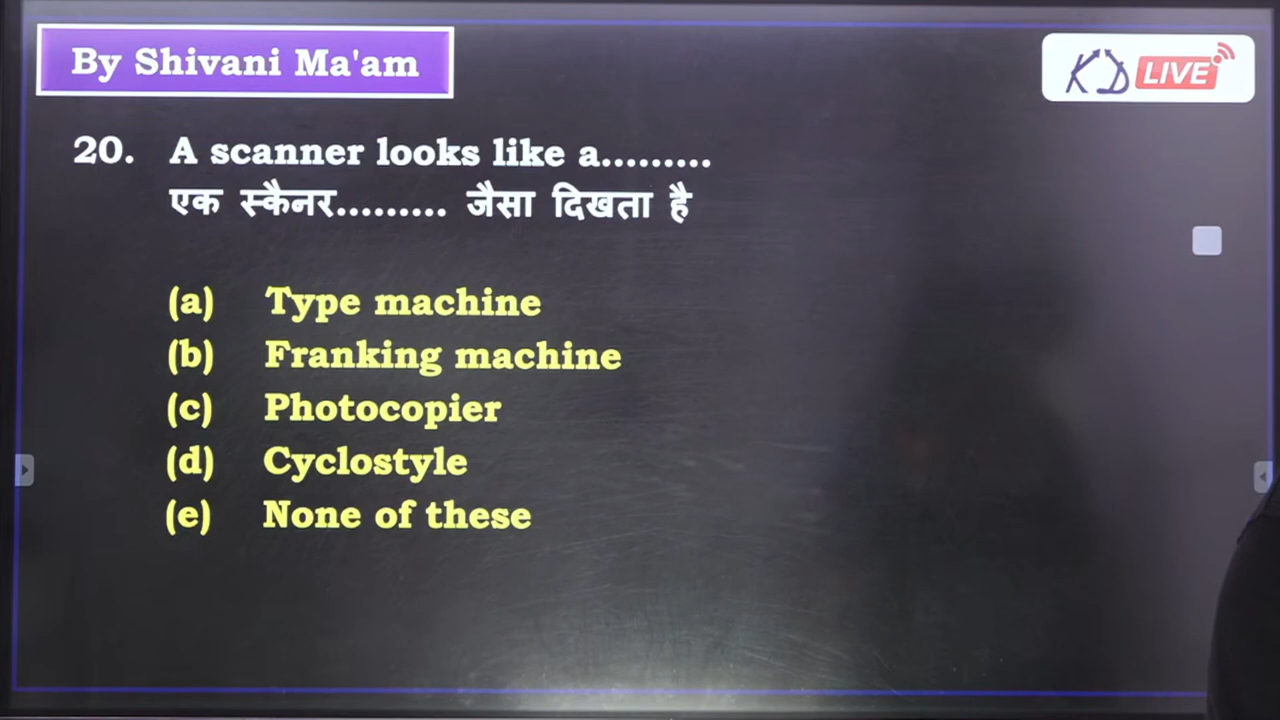 By Shivani Ma'am
KD LIVE
20. A scanner looks like a.........
एक स्कैनर......... जैसा दिखता है
(a) Type machine
(b) Franking machine
(c) Photocopier
(d) Cyclostyle
(e) None of these